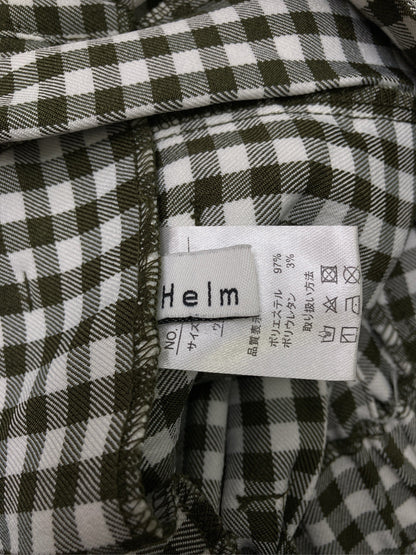 Helm
NO.
サイズ
ウ
品質表示
ポリエステル 97%
ポリウレタン 3%
取り扱い方法